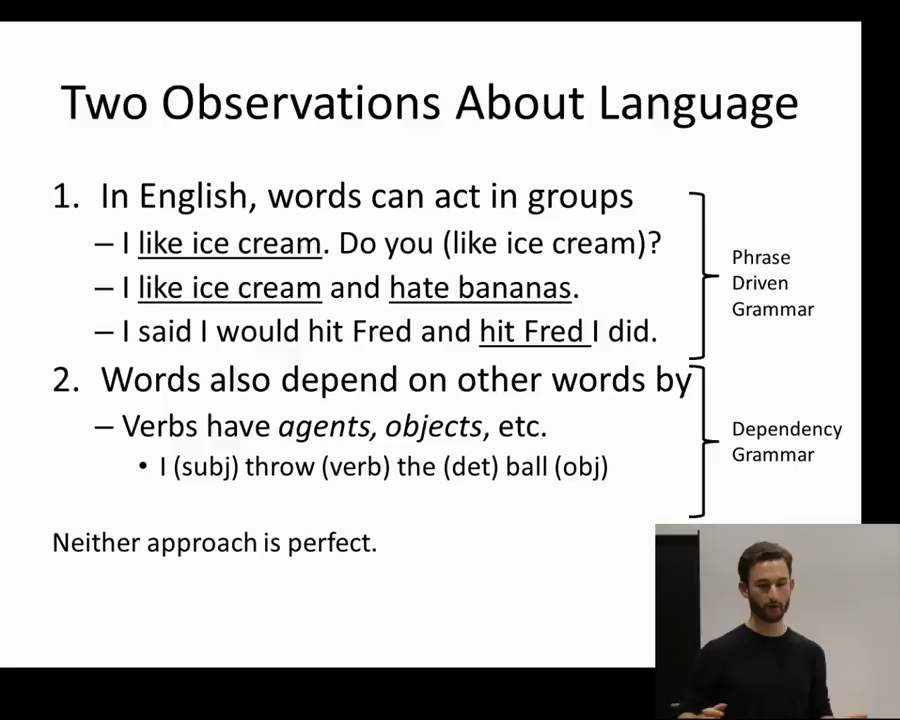 Two Observations About Language
1. In English, words can act in groups
– I like ice cream. Do you (like ice cream)?
– I like ice cream and hate bananas.
– I said I would hit Fred and hit Fred I did.
Phrase
Driven
Grammar
2. Words also depend on other words by
– Verbs have agents, objects, etc.
• I (subj) throw (verb) the (det) ball (obj)
Dependency
Grammar
Neither approach is perfect.